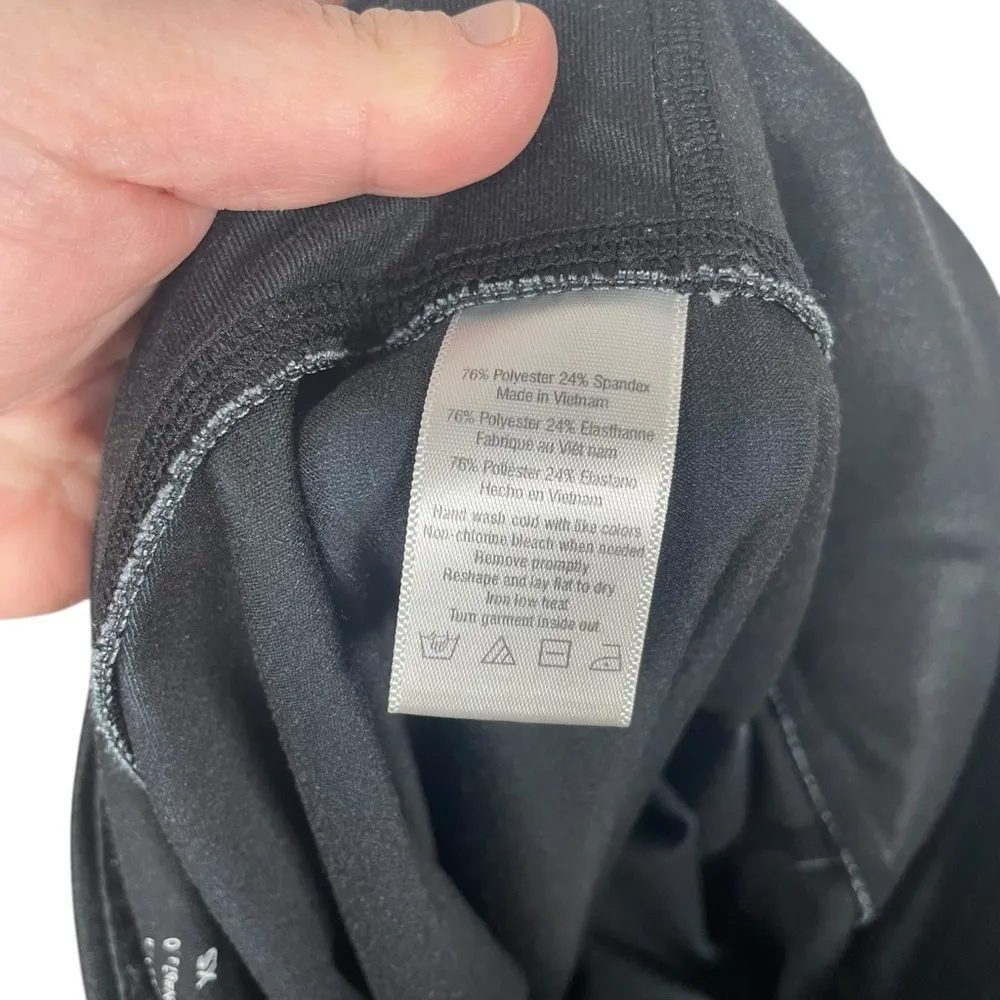 76% Polyester 24% Spandex
Made in Vietnam
76% Polyester 24% Elasthanne
Fabrique au Viêt nam
76% Poliester 24% Elastano
Hecho en Vietnam
Hand wash cold with like colors
Non-chlorine bleach when needed
Remove promptly
Reshape and lay flat to dry
Iron low heat
Turn garment inside out